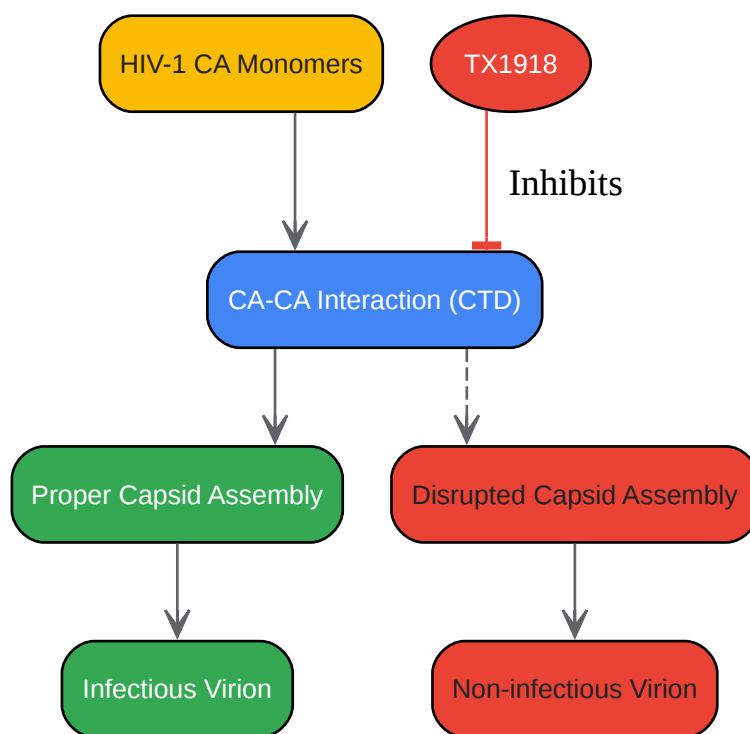 HIV-1 CA Monomers
TX1918
Inhibits
CA-CA Interaction (CTD)
Proper Capsid Assembly
Disrupted Capsid Assembly
Infectious Virion
Non-infectious Virion